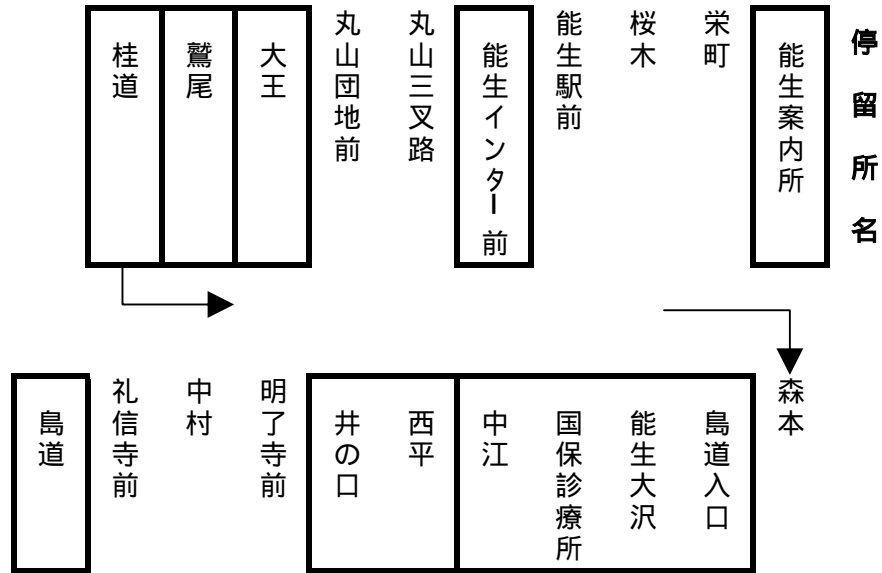 停留所名
能生案内所
栄町
桜木
能生駅前
能生インター前
丸山三叉路
丸山団地前
大王
鷲尾
桂道
森本
島道入口
能生大沢
国保診療所
中江
西平
井の口
明了寺前
中村
礼信寺前
島道